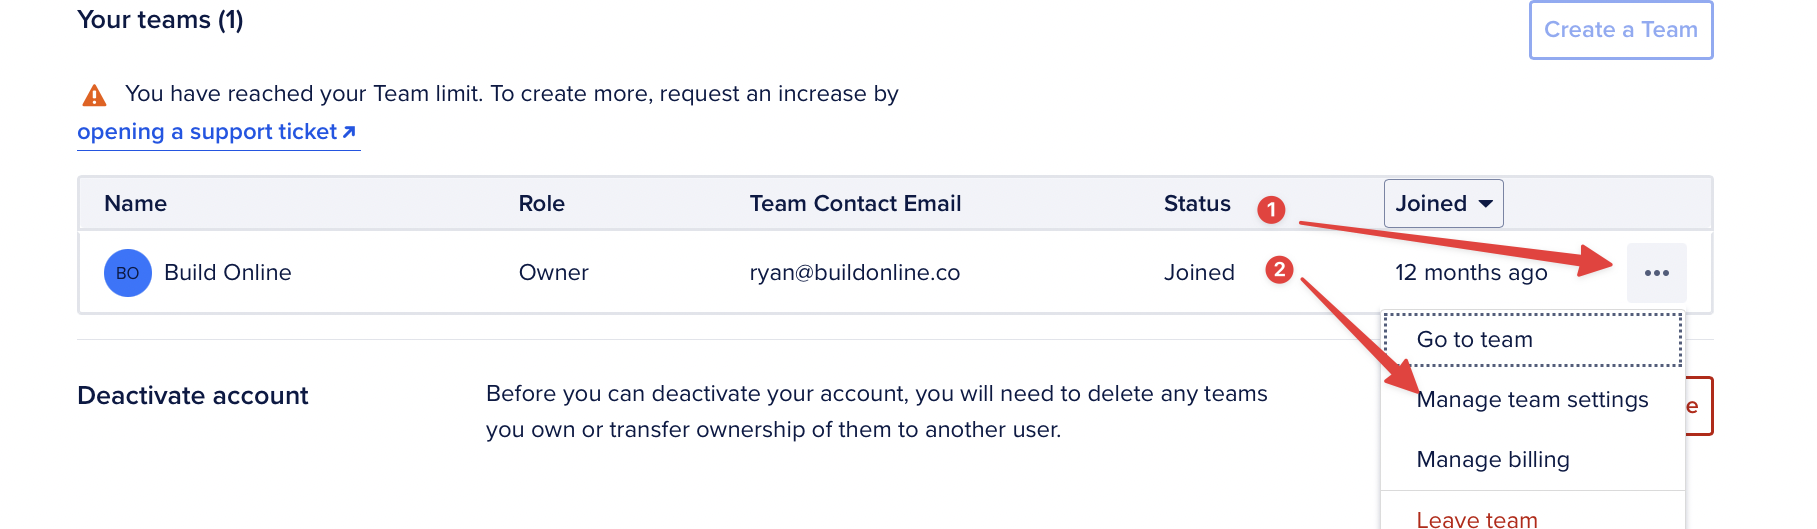 Your teams (1)
Create a Team
You have reached your Team limit. To create more, request an increase by
opening a support ticket
Name Role Team Contact Email Status Joined
1
BO Build Online Owner ryan@buildonline.co Joined 12 months ago
2
Go to team
Deactivate account
Before you can deactivate your account, you will need to delete any teams
you own or transfer ownership of them to another user.
Manage team settings
e
Manage billing
Leave team